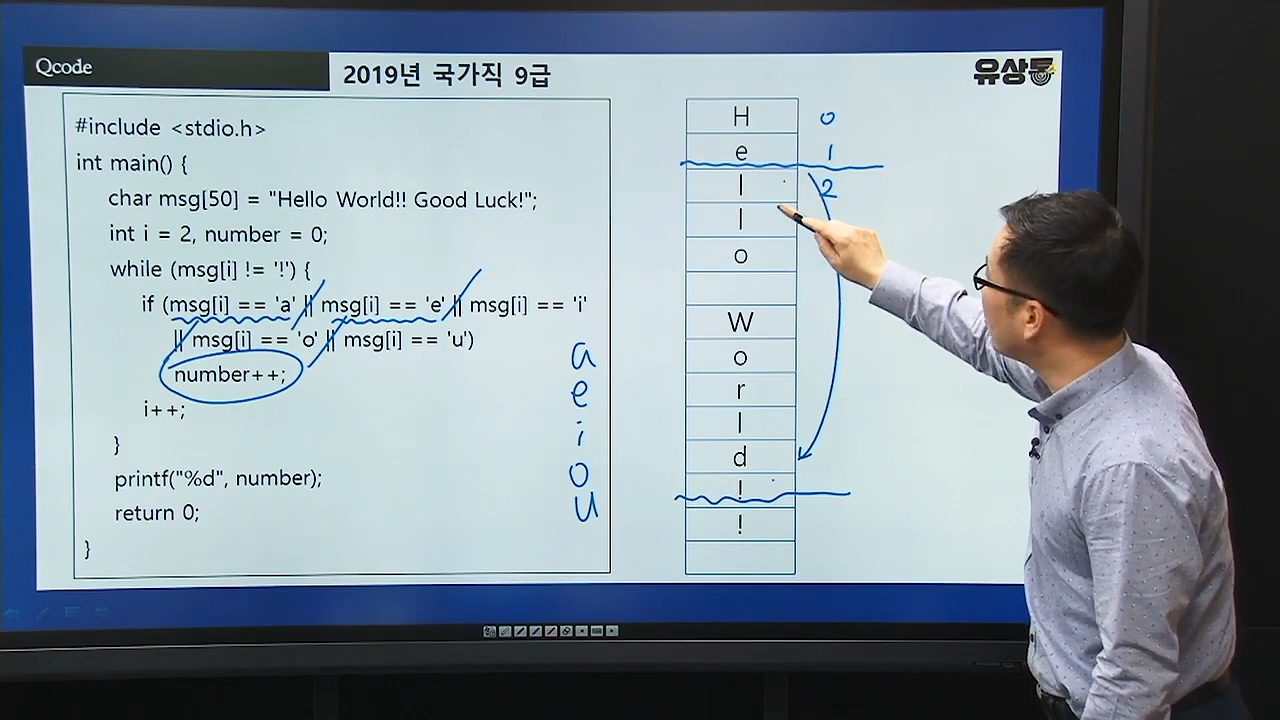 Qcode
2019년 국가직 9급
유상통
#include <stdio.h>
int main() {
char msg[50] = "Hello World!! Good Luck!";
int i = 2, number = 0;
while (msg[i] != '!') {
if (msg[i] == 'a' || msg[i] == 'e' || msg[i] == 'i'
|| msg[i] == 'o' || msg[i] == 'u')
number++;
i++;
}
printf("%d", number);
return 0;
}
a
e
i
o
u
H 0
e 1
l 2
l
o
W
o
r
l
d
!
!